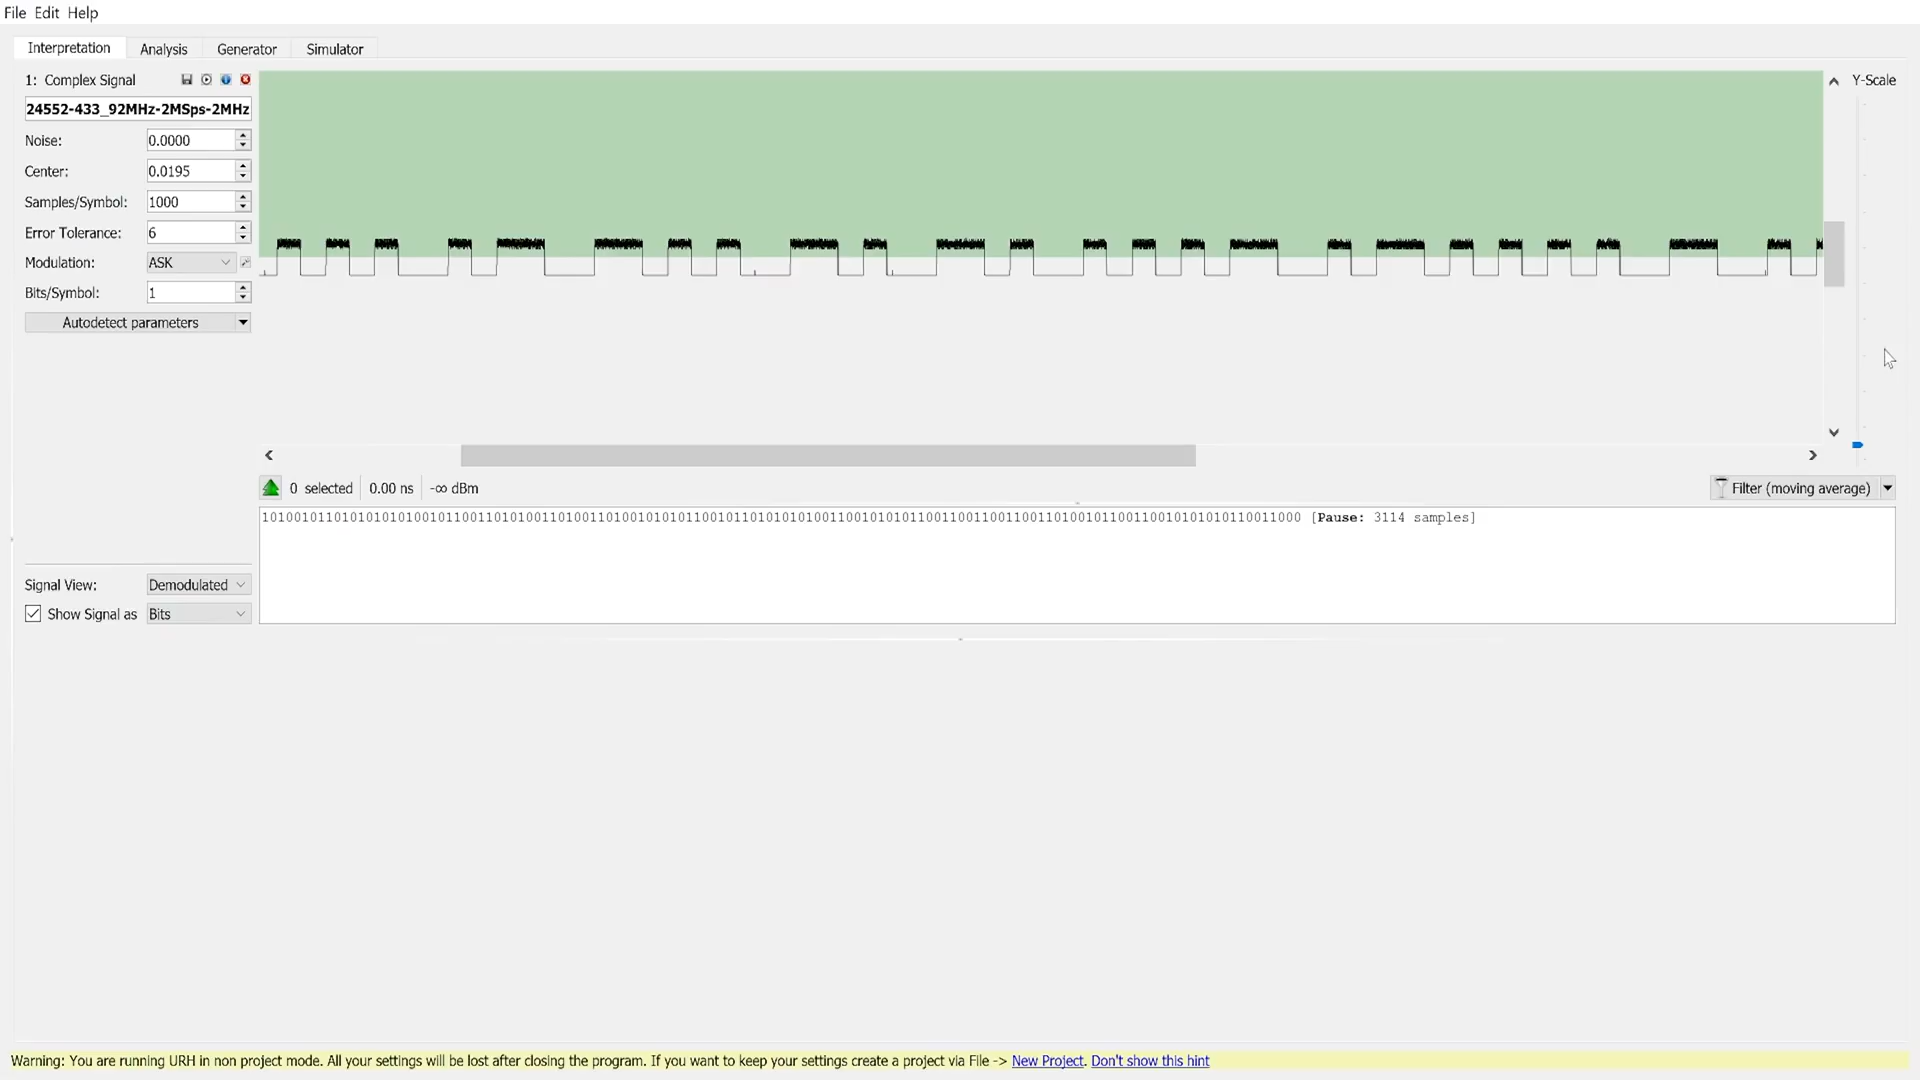 File Edit Help
Interpretation Analysis Generator Simulator
1: Complex Signal
Y-Scale
24552-433_92MHz-2MSps-2MHz
Noise: 0.0000
Center: 0.0195
Samples/Symbol: 1000
Error Tolerance: 6
Modulation: ASK
Bits/Symbol: 1
Autodetect parameters
0 selected 0.00 ns -∞ dBm
Filter (moving average)
[Pause: 3114 samples]
Signal View: Demodulated
Show Signal as Bits
Warning: You are running URH in non project mode. All your settings will be lost after closing the program. If you want to keep your settings create a project via File -> New Project. Don't show this hint